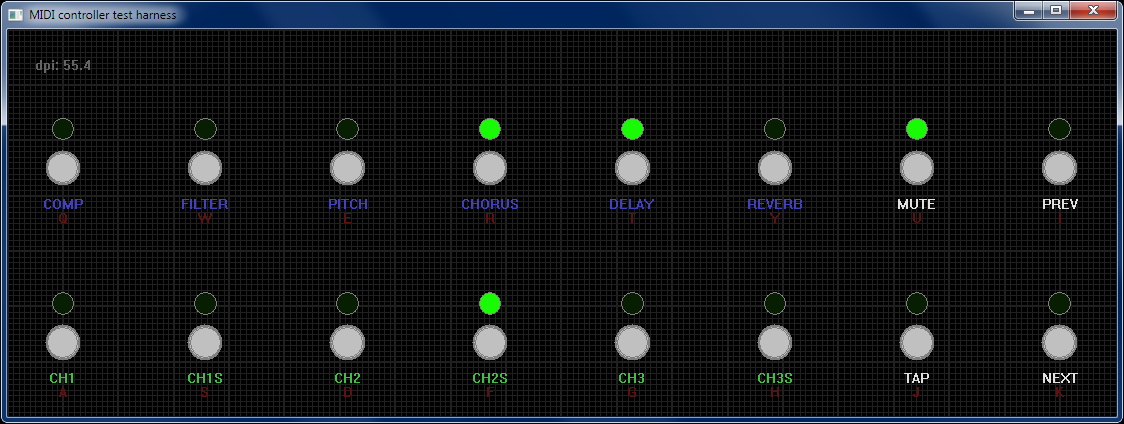 MIDI controller test harness
dpi: 55.4
COMP FILTER PITCH CHORUS DELAY REVERB MUTE PREV
Q W E R T Y U I
CH1 CH1S CH2 CH2S CH3 CH3S TAP NEXT
A S D F G H J K